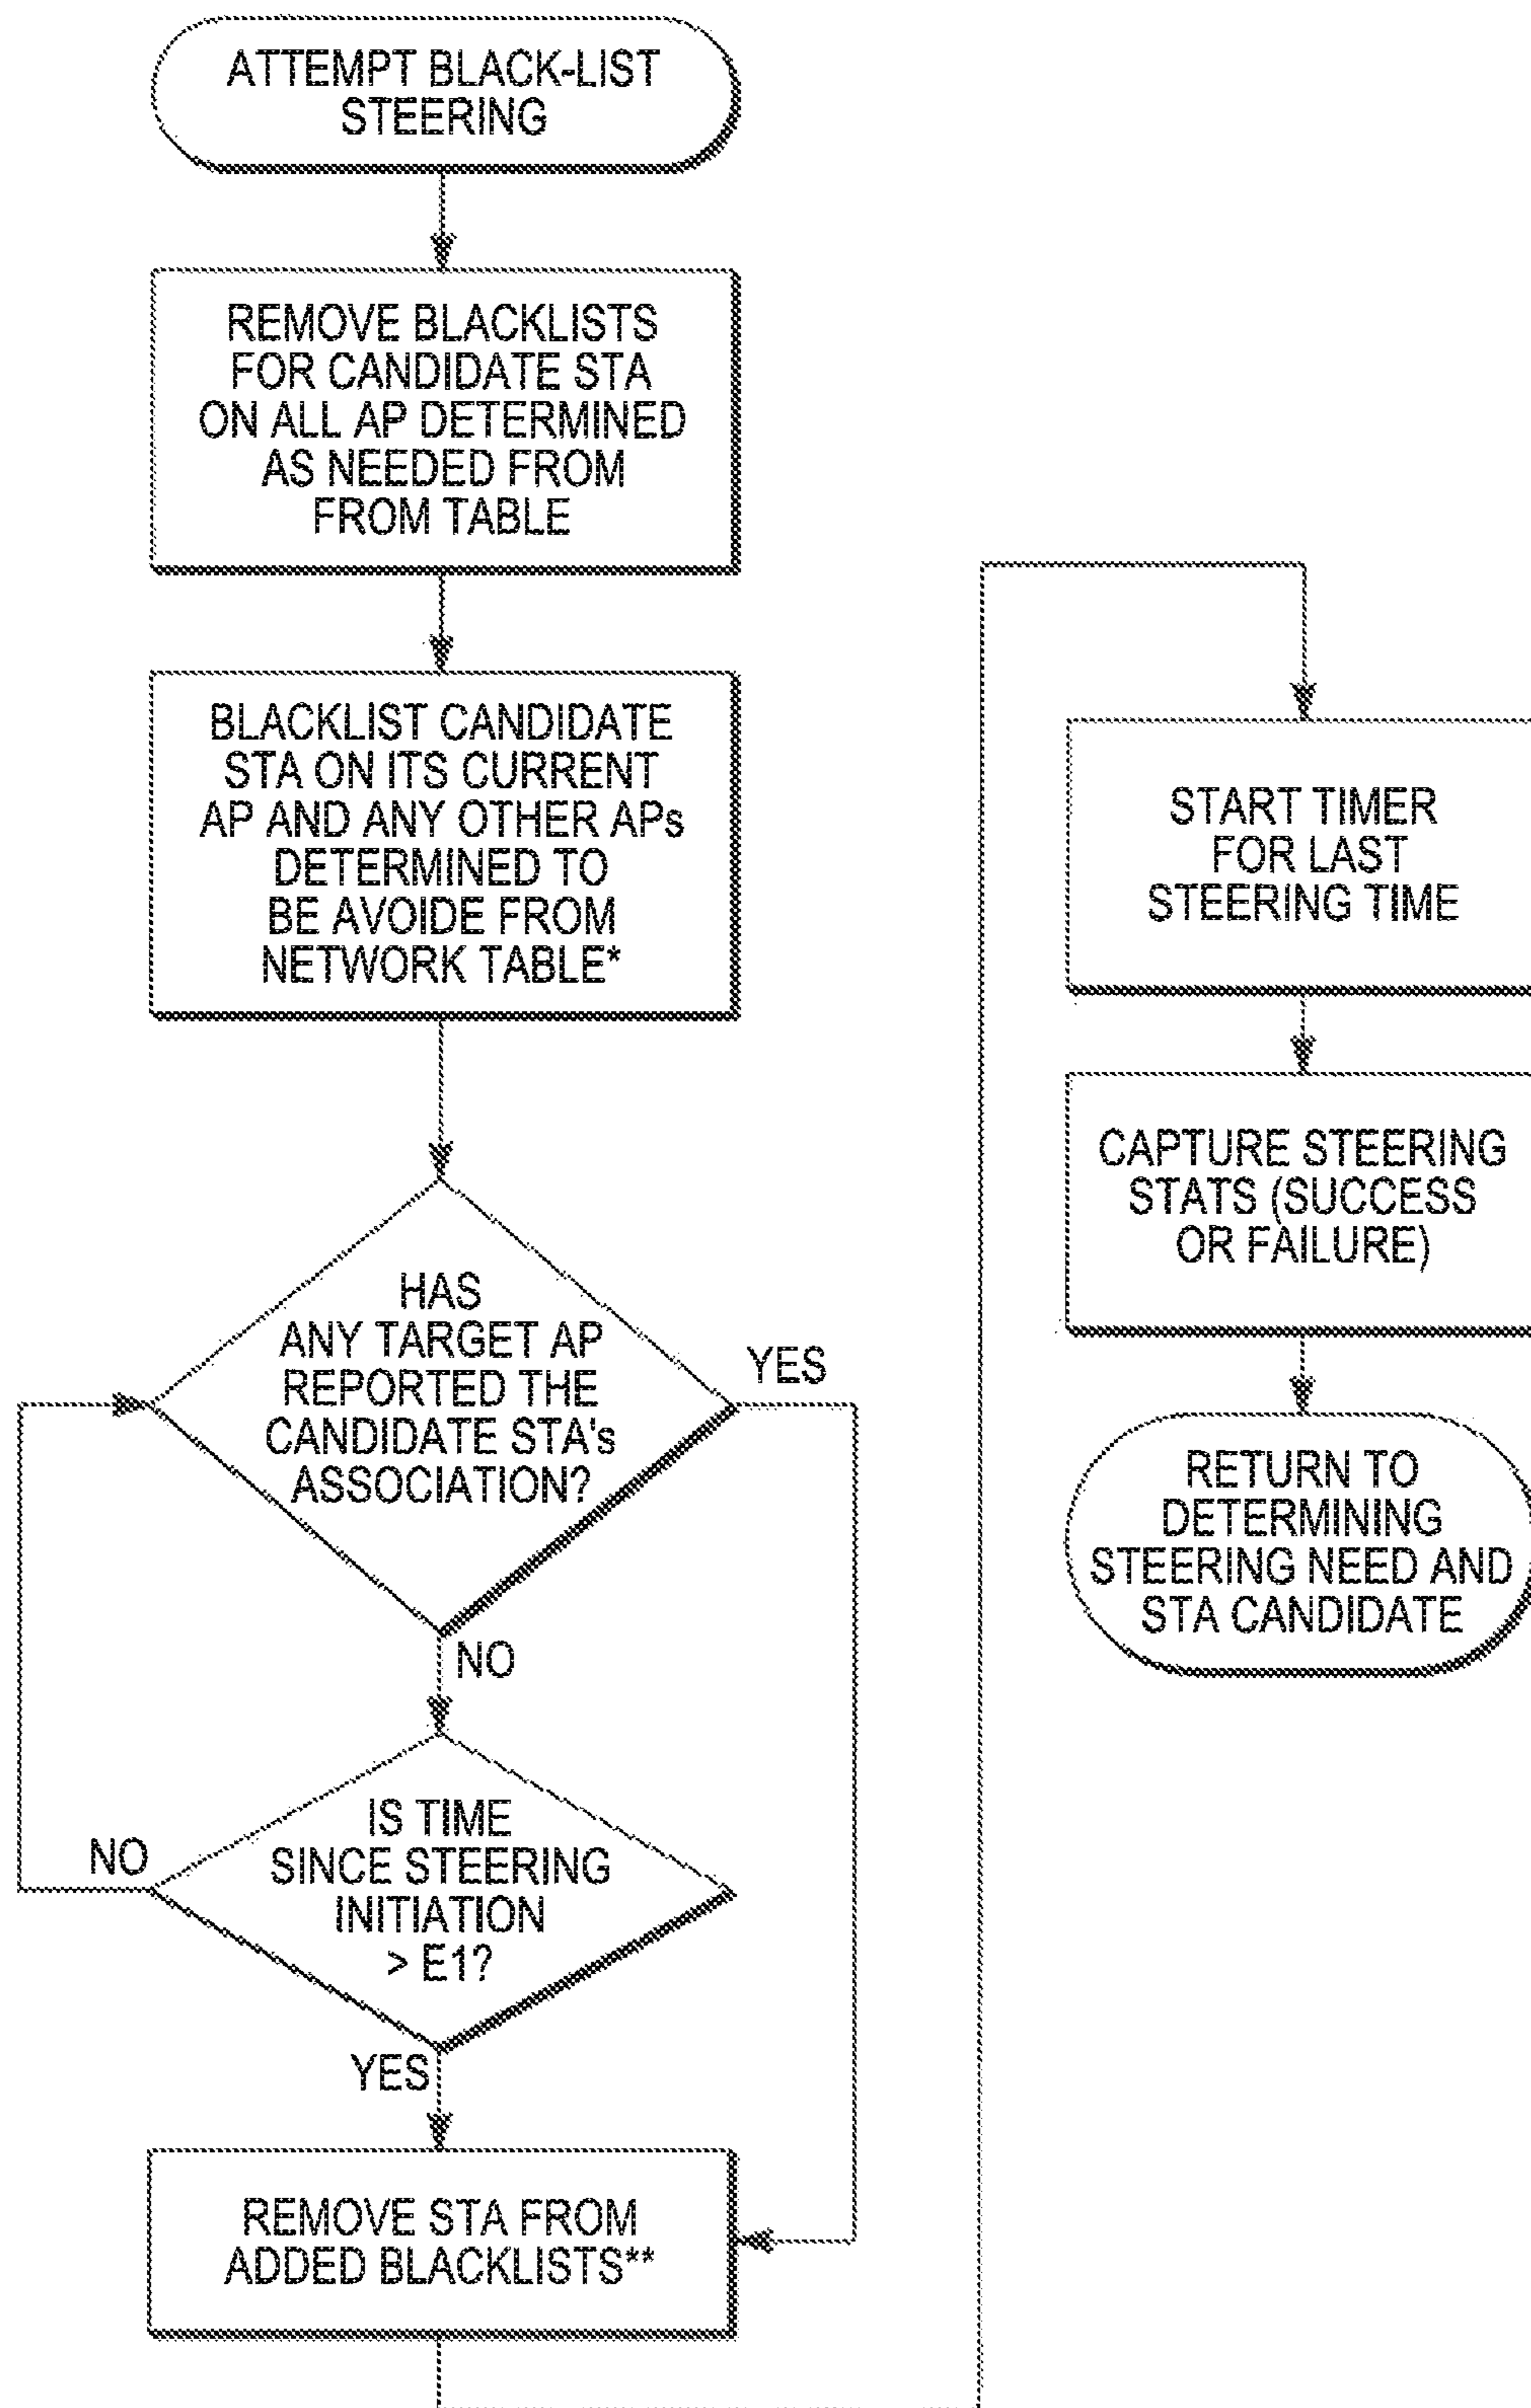 ATTEMPT BLACK-LIST
STEERING
REMOVE BLACKLISTS
FOR CANDIDATE STA
ON ALL AP DETERMINED
AS NEEDED FROM
FROM TABLE
BLACKLIST CANDIDATE
STA ON ITS CURRENT
AP AND ANY OTHER APs
DETERMINED TO
BE AVOIDE FROM
NETWORK TABLE*
HAS
ANY TARGET AP
REPORTED THE
CANDIDATE STA's
ASSOCIATION?
YES
NO
IS TIME
SINCE STEERING
INITIATION
> E1?
NO
YES
REMOVE STA FROM
ADDED BLACKLISTS**
START TIMER
FOR LAST
STEERING TIME
CAPTURE STEERING
STATS (SUCCESS
OR FAILURE)
RETURN TO
DETERMINING
STEERING NEED AND
STA CANDIDATE